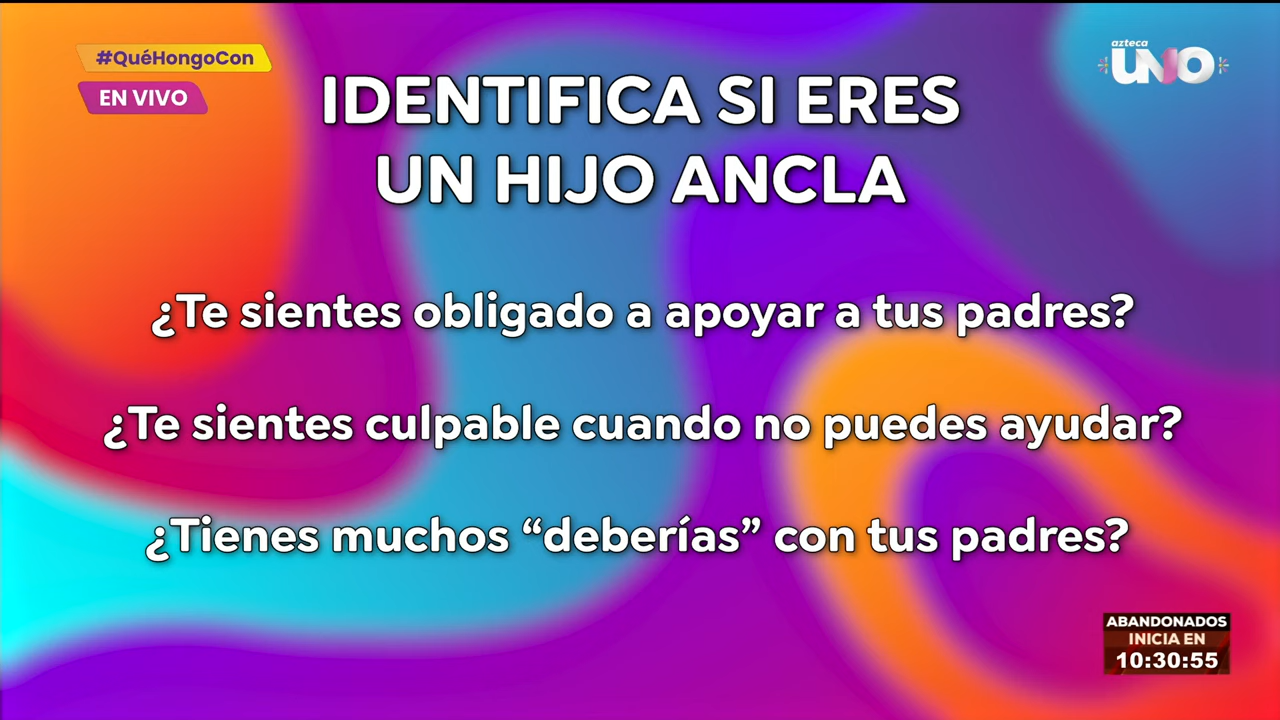 #QuéHongoCon
EN VIVO
azteca
UNO
IDENTIFICA SI ERES
UN HIJO ANCLA
¿Te sientes obligado a apoyar a tus padres?
¿Te sientes culpable cuando no puedes ayudar?
¿Tienes muchos “deberías” con tus padres?
ABANDONADOS
INICIA EN
10:30:55